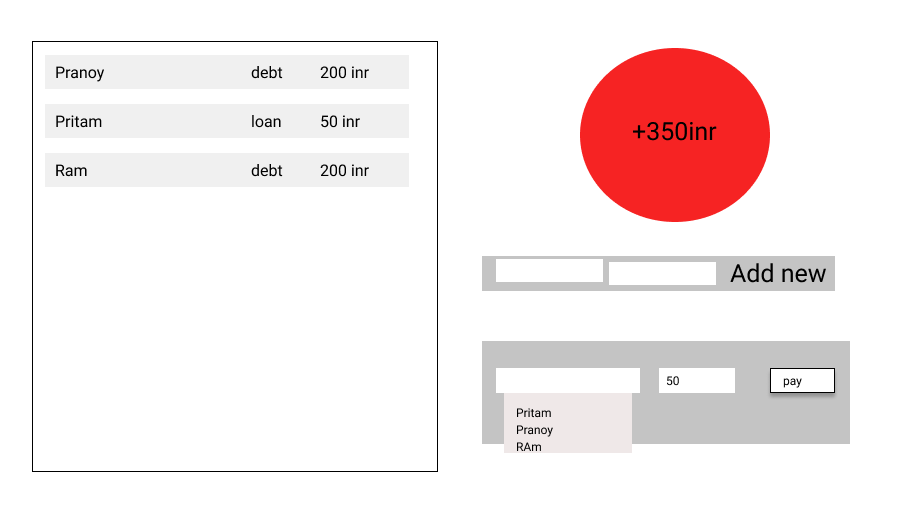 Pranoy debt 200 inr
Pritam loan 50 inr
Ram debt 200 inr
+350inr
Add new
50 pay
Pritam
Pranoy
RAm